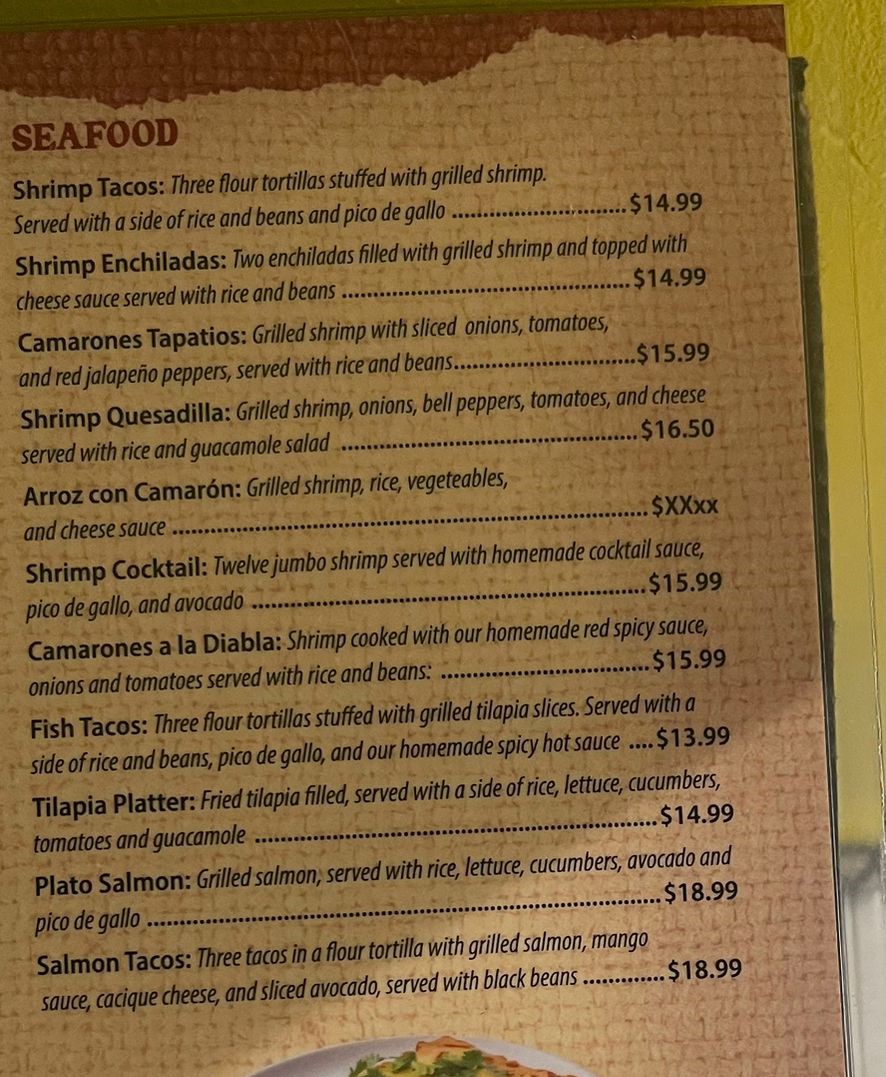 SEAFOOD
Shrimp Tacos: Three flour tortillas stuffed with grilled shrimp.
Served with a side of rice and beans and pico de gallo ............................$14.99
Shrimp Enchiladas: Two enchiladas filled with grilled shrimp and topped with
cheese sauce served with rice and beans ..............................................$14.99
Camarones Tapatios: Grilled shrimp with sliced onions, tomatoes,
and red jalapeño peppers, served with rice and beans.............................$15.99
Shrimp Quesadilla: Grilled shrimp, onions, bell peppers, tomatoes, and cheese
served with rice and guacamole salad ................................................$16.50
Arroz con Camarón: Grilled shrimp, rice, vegeteables,
and cheese sauce .............................................................................$XXxx
Shrimp Cocktail: Twelve jumbo shrimp served with homemade cocktail sauce,
pico de gallo, and avocado ................................................................$15.99
Camarones a la Diabla: Shrimp cooked with our homemade red spicy sauce,
onions and tomatoes served with rice and beans: .................................$15.99
Fish Tacos: Three flour tortillas stuffed with grilled tilapia slices. Served with a
side of rice and beans, pico de gallo, and our homemade spicy hot sauce ....$13.99
Tilapia Platter: Fried tilapia filled, served with a side of rice, lettuce, cucumbers,
tomatoes and guacamole .................................................................$14.99
Plato Salmon: Grilled salmon, served with rice, lettuce, cucumbers, avocado and
pico de gallo ...................................................................................$18.99
Salmon Tacos: Three tacos in a flour tortilla with grilled salmon, mango
sauce, cacique cheese, and sliced avocado, served with black beans .............$18.99